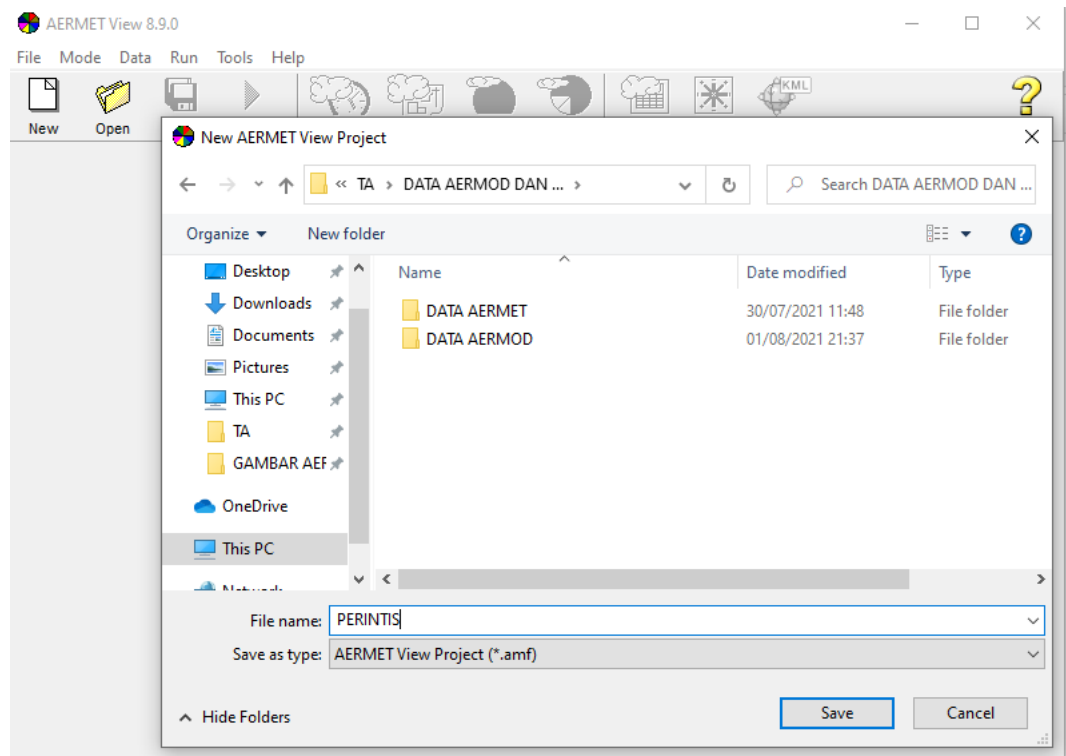 AERMET View 8.9.0
File Mode Data Run Tools Help
KML
New Open
New AERMET View Project
« TA › DATA AERMOD DAN ... ›
Search DATA AERMOD DAN ...
Organize New folder
Name Date modified Type
Desktop
Downloads
Documents
Pictures
This PC
TA
GAMBAR AEF
OneDrive
This PC
Network
DATA AERMET 30/07/2021 11:48 File folder
DATA AERMOD 01/08/2021 21:37 File folder
File name: PERINTIS
Save as type: AERMET View Project (*.amf)
Hide Folders Save Cancel